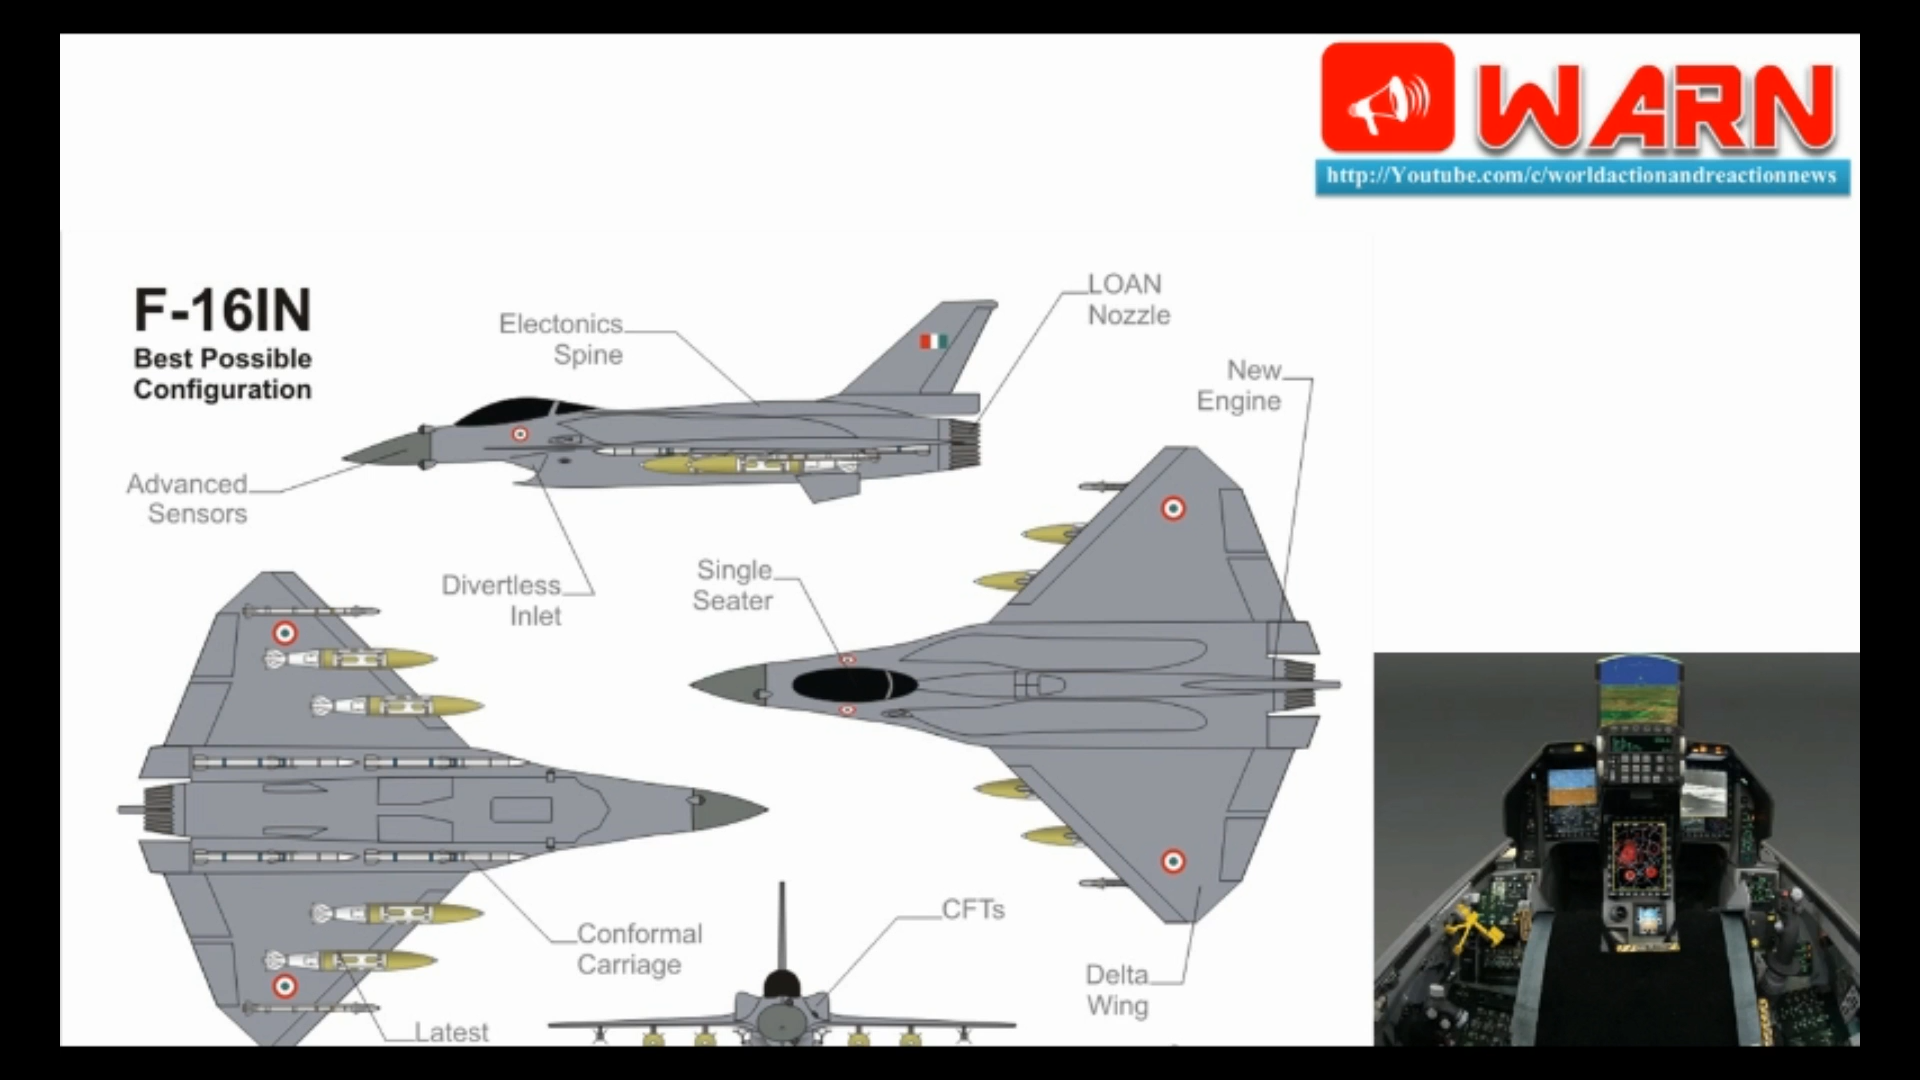 WARN
http://Youtube.com/c/worldactionandreactionnews
F-16IN
Best Possible
Configuration
Electonics
Spine
LOAN
Nozzle
New
Engine
Advanced
Sensors
Divertless
Inlet
Single
Seater
Conformal
Carriage
CFTs
Delta
Wing
Latest